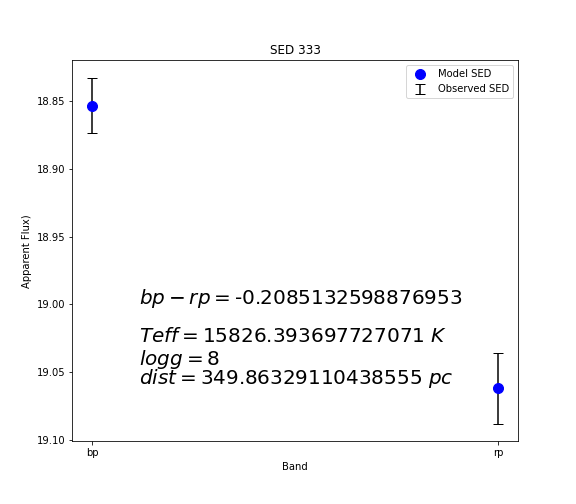 SED 333
Model SED
Observed SED
18.85
18.90
18.95
19.00
19.05
19.10
Apparent Flux)
bp − rp = -0.2085132598876953
Teff = 15826.393697727071 K
logg = 8
dist = 349.86329110438555 pc
bp
rp
Band